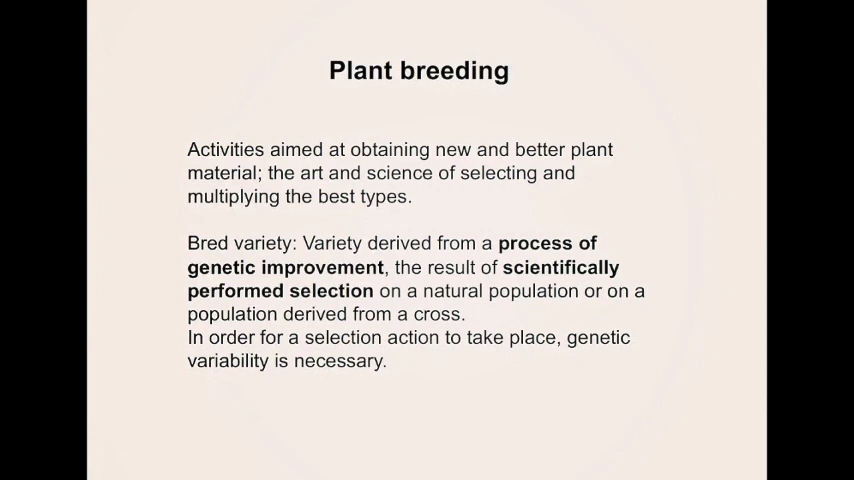 Plant breeding
Activities aimed at obtaining new and better plant
material; the art and science of selecting and
multiplying the best types.
Bred variety: Variety derived from a process of
genetic improvement, the result of scientifically
performed selection on a natural population or on a
population derived from a cross.
In order for a selection action to take place, genetic
variability is necessary.